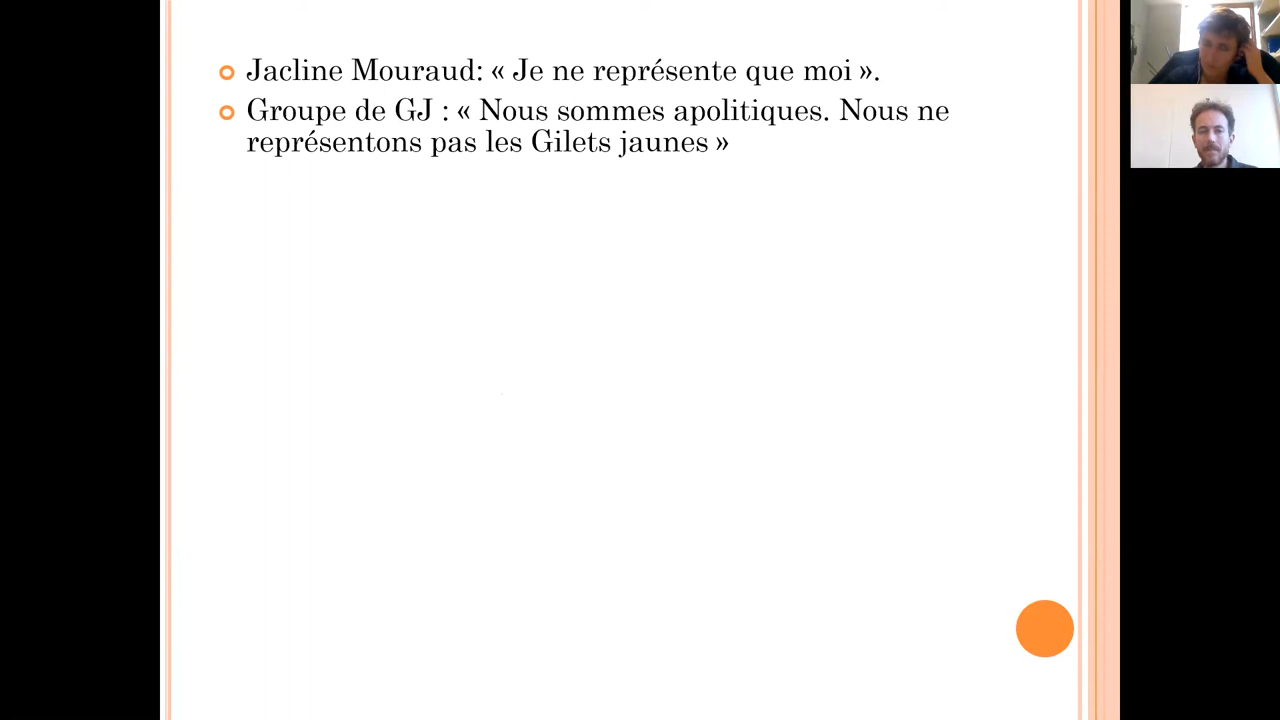 Jacline Mouraud: « Je ne représente que moi ».
Groupe de GJ : « Nous sommes apolitiques. Nous ne
représentons pas les Gilets jaunes »